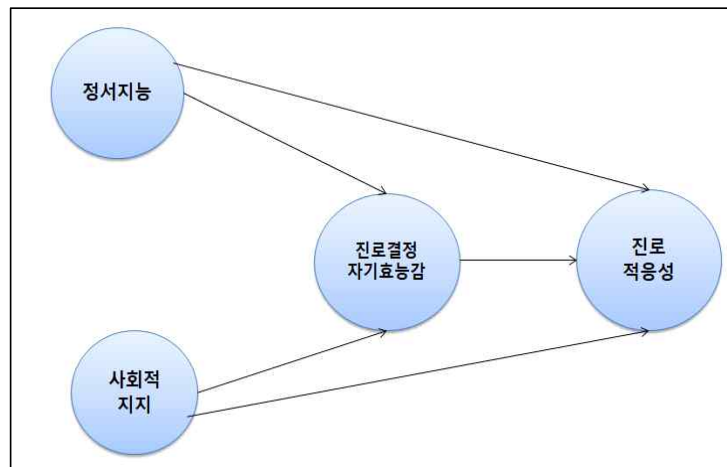 정서지능
진로결정
자기효능감
진로
적응성
사회적
지지